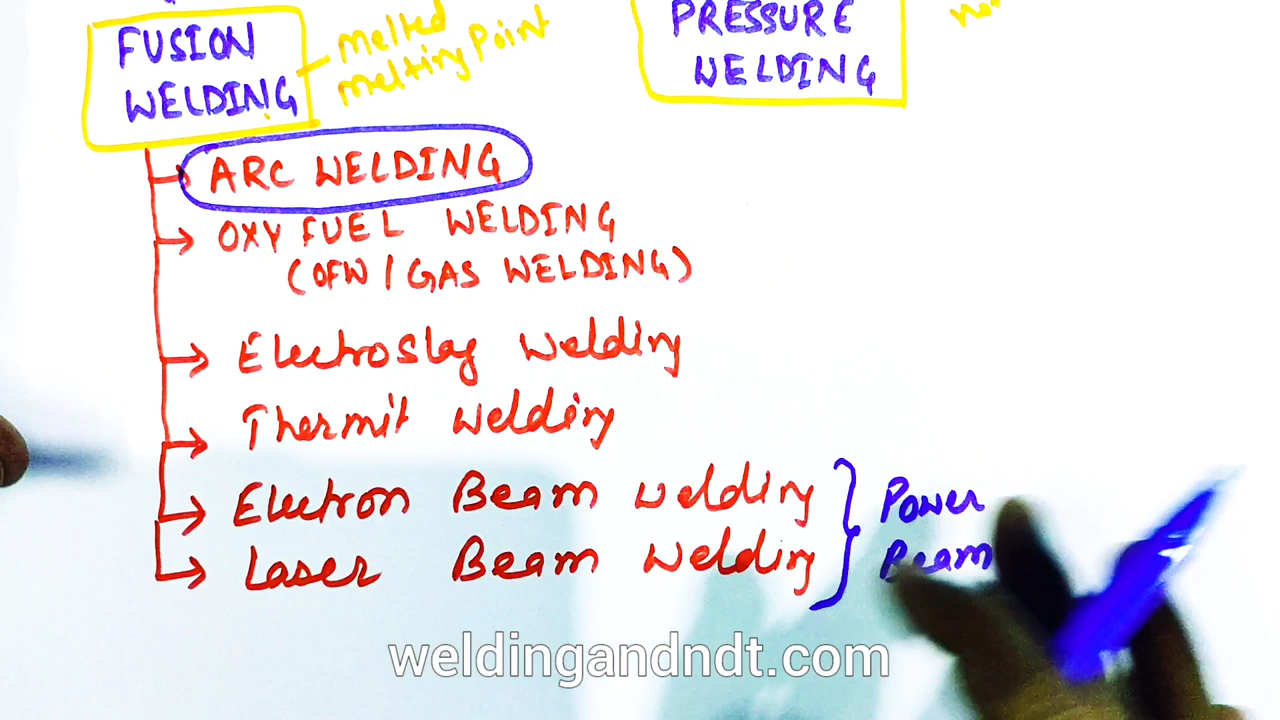 FUSION
WELDING
melted
melting Point
PRESSURE
WELDING
ARC WELDING
OXY FUEL WELDING
(OFW / GAS WELDING)
Electroslag Welding
Thermit Welding
Electron Beam Welding
Laser Beam Welding
Power
Beam
weldingandndt.com